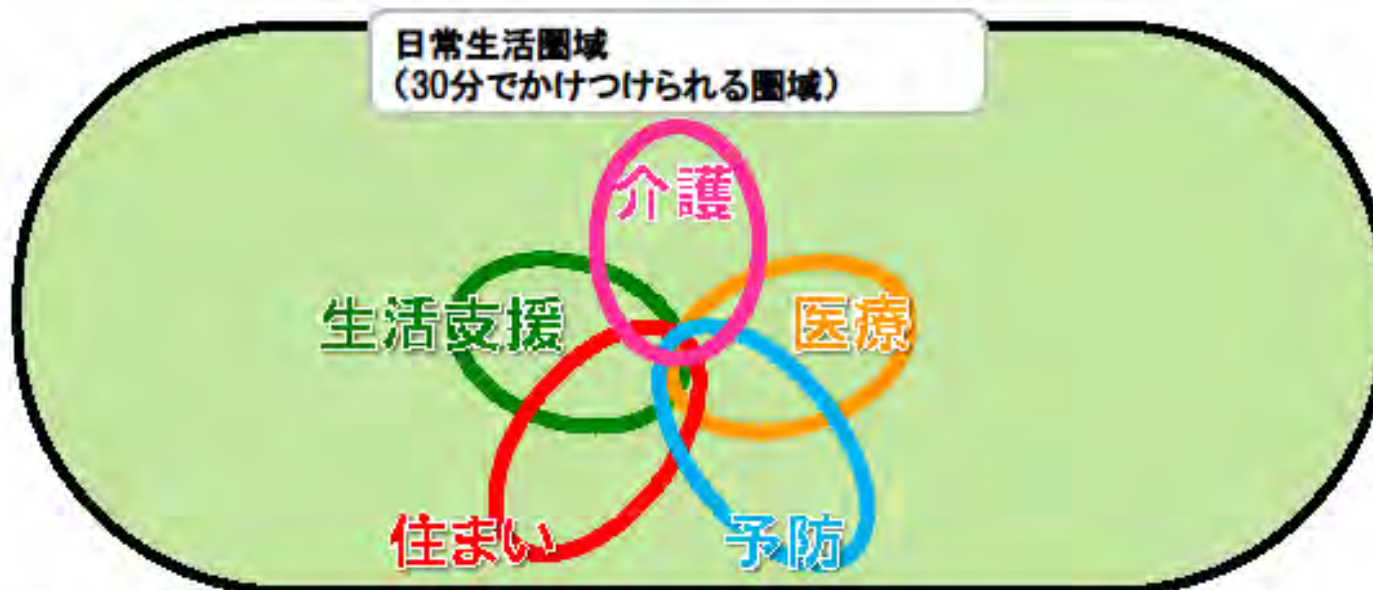 日常生活圏域
（30分でかけつけられる圏域）
介護
生活支援
医療
住まい
予防